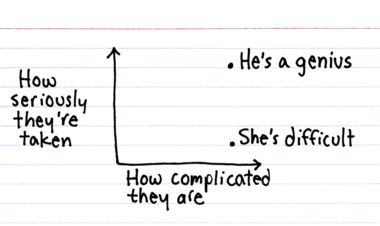 How
seriously
they're
taken
He's a genius
She's difficult
How complicated
they are